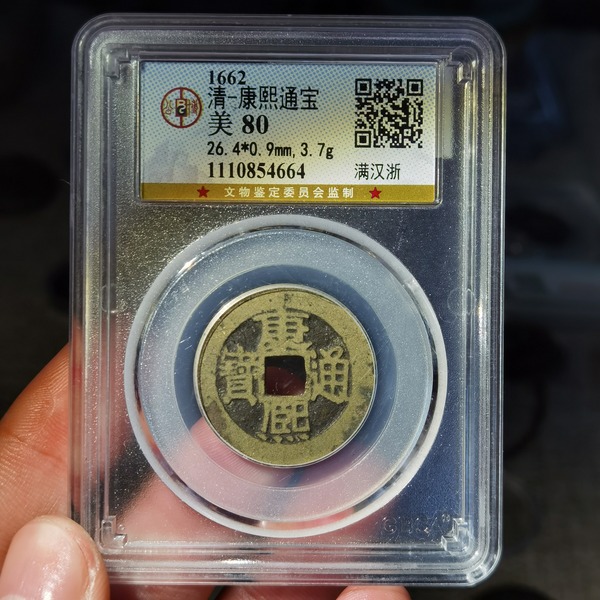 1662
清-康熙通宝
美 80
26.4*0.9mm, 3.7g
1110854664 满汉浙
★ 文物鉴定委员会监制 ★
康熙通寶